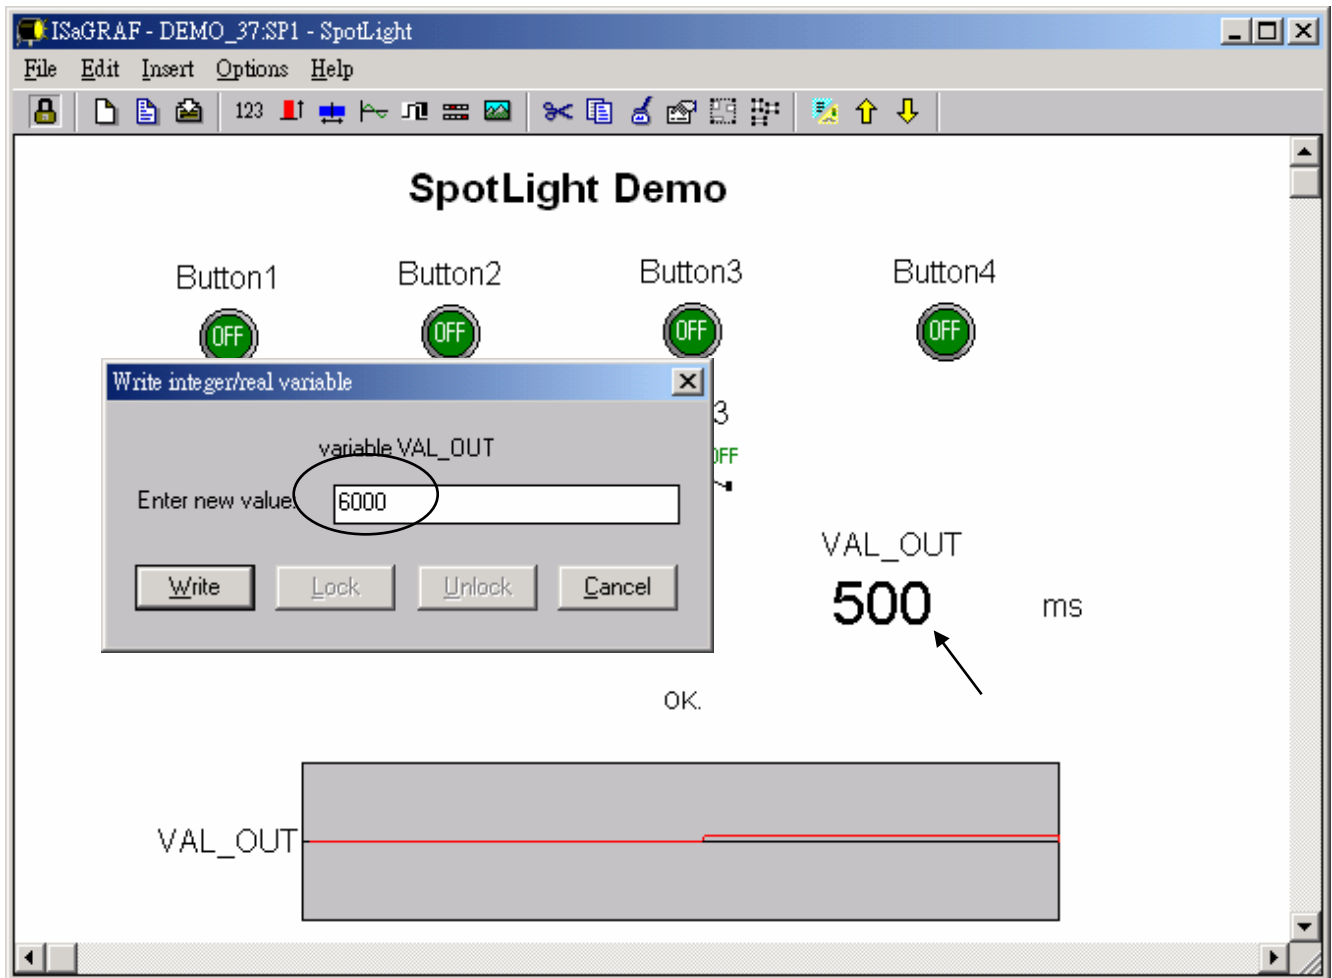 ISaGRAF - DEMO_37:SP1 - SpotLight
File Edit Insert Options Help
123
SpotLight Demo
Button1 Button2 Button3 Button4
OFF OFF OFF OFF
Write integer/real variable
3
variable VAL_OUT
OFF
Enter new value:
6000
VAL_OUT
Write Lock Unlock Cancel
500 ms
OK.
VAL_OUT